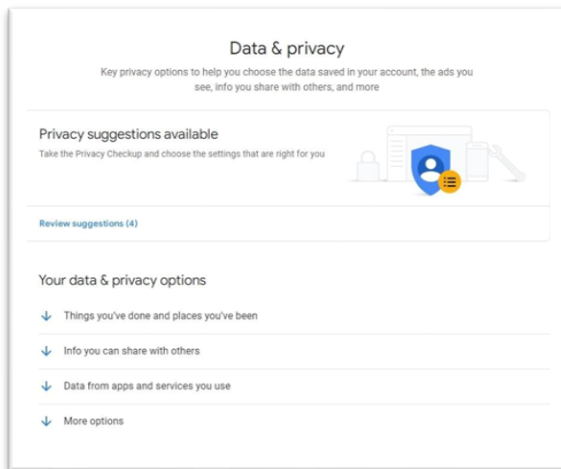 Data & privacy
Key privacy options to help you choose the data saved in your account, the ads you
see, info you share with others, and more
Privacy suggestions available
Take the Privacy Checkup and choose the settings that are right for you
Review suggestions (4)
Your data & privacy options
Things you've done and places you've been
Info you can share with others
Data from apps and services you use
More options